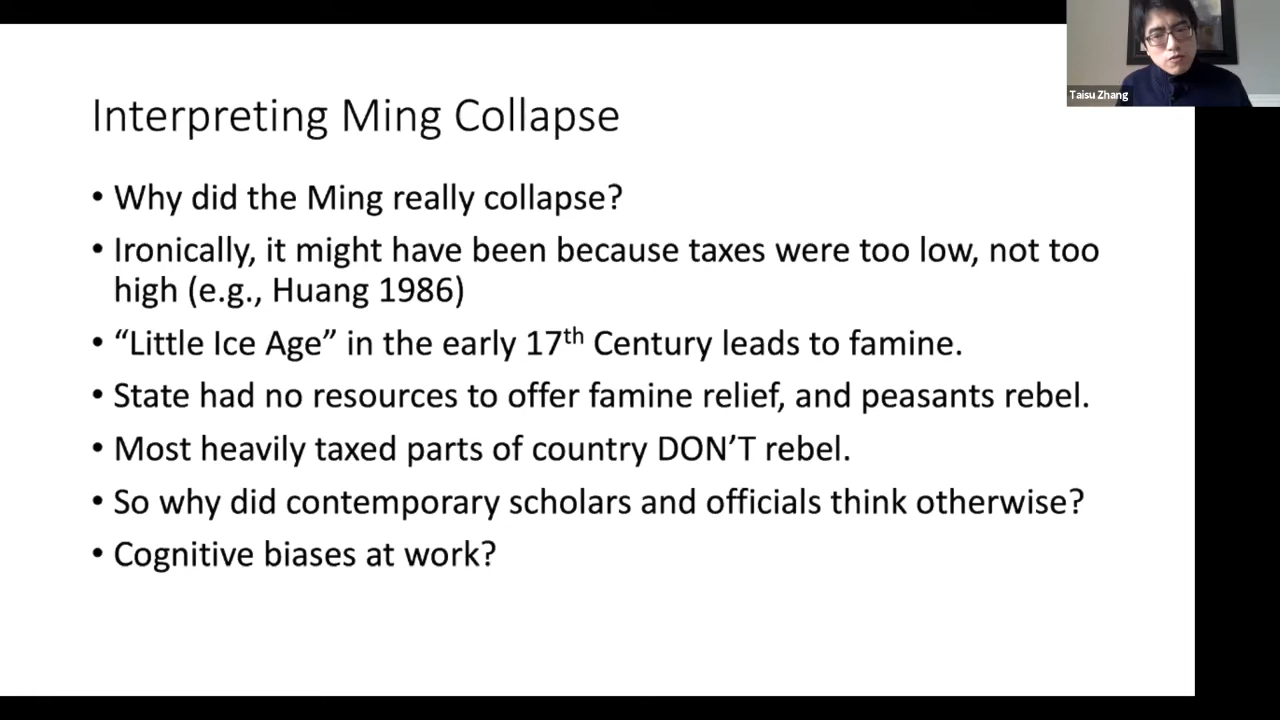 Taisu Zhang
Interpreting Ming Collapse
• Why did the Ming really collapse?
• Ironically, it might have been because taxes were too low, not too
high (e.g., Huang 1986)
• “Little Ice Age” in the early 17th Century leads to famine.
• State had no resources to offer famine relief, and peasants rebel.
• Most heavily taxed parts of country DON’T rebel.
• So why did contemporary scholars and officials think otherwise?
• Cognitive biases at work?